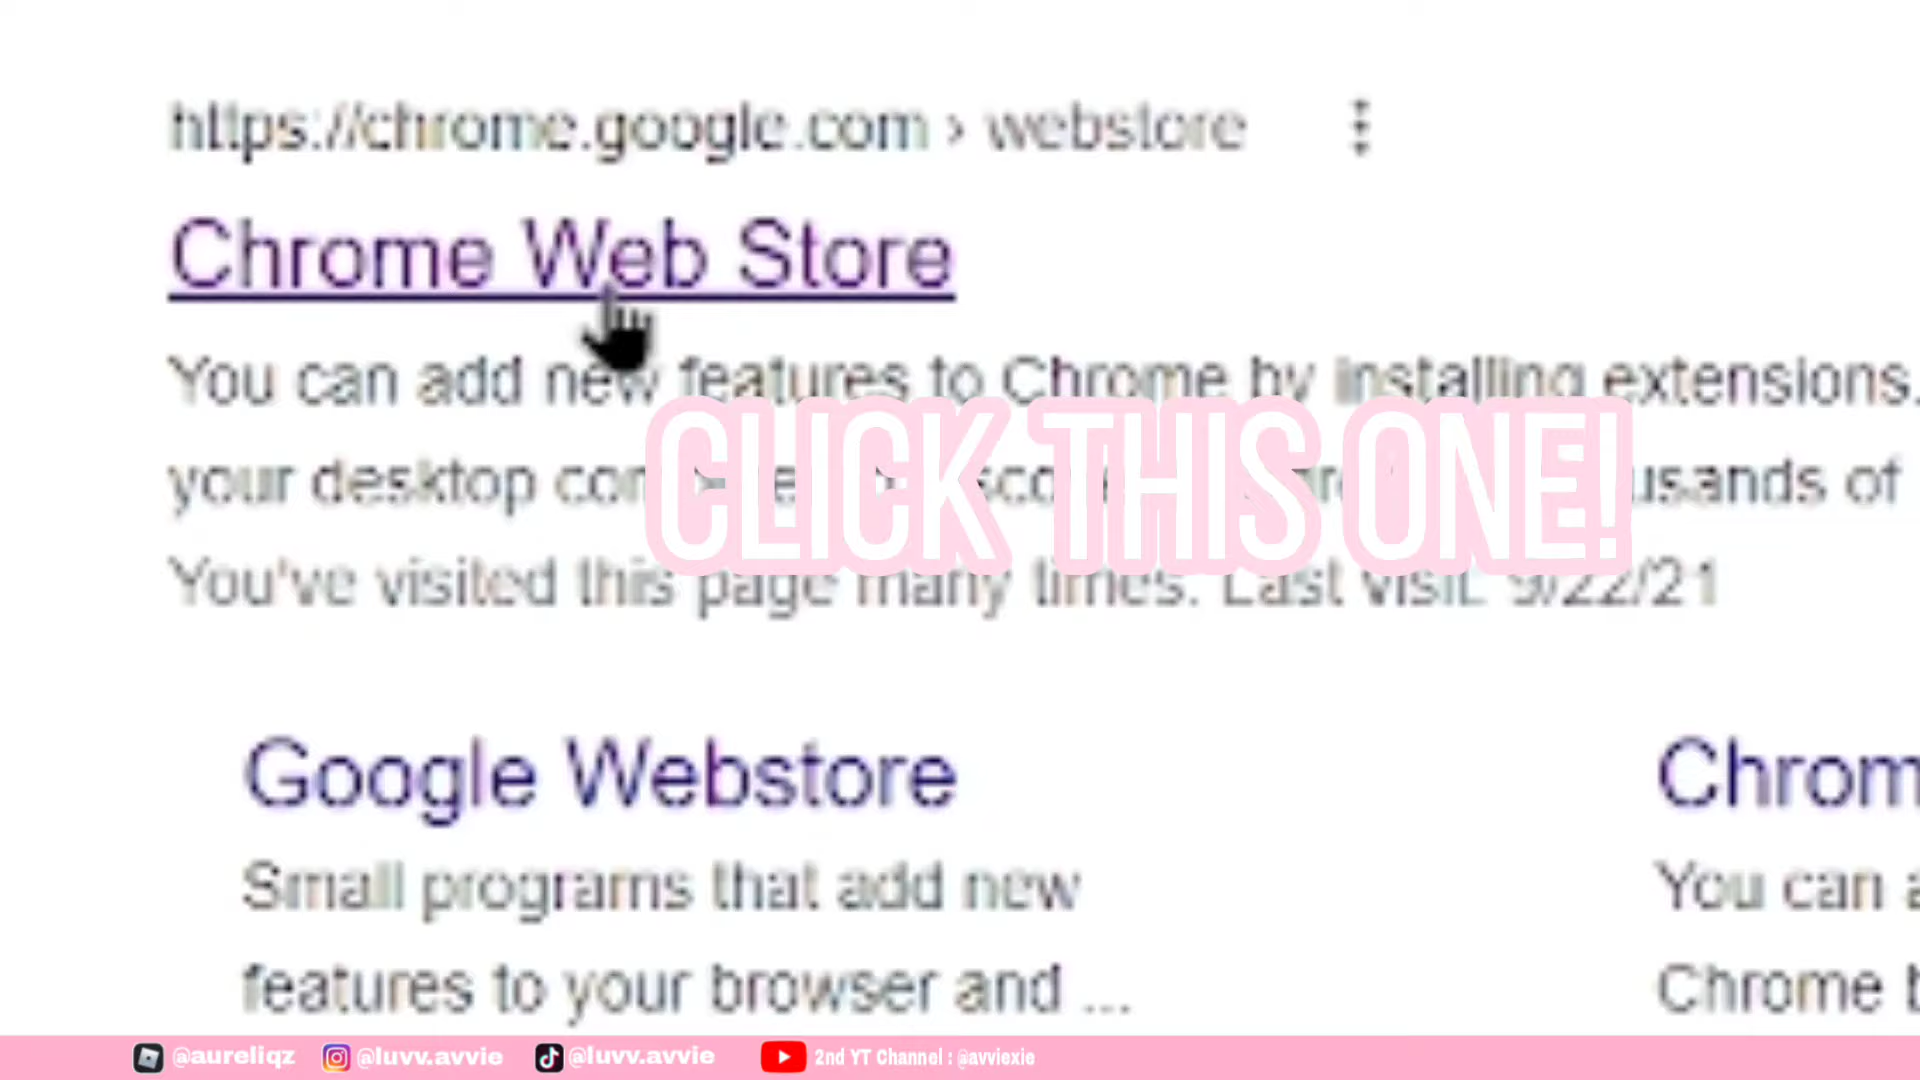 https://chrome.google.com › webstore
Chrome Web Store
You can add new features to Chrome by installing extensions.
your desktop usands of
CLICK THIS ONE!
You've visited this page many times. Last visit: 9/22/21
Google Webstore
Chrom
Small programs that add new
You can a
features to your browser and ...
Chrome b
@aureliqz @luvv.avvie @luvv.avvie 2nd YT Channel : @avviexie